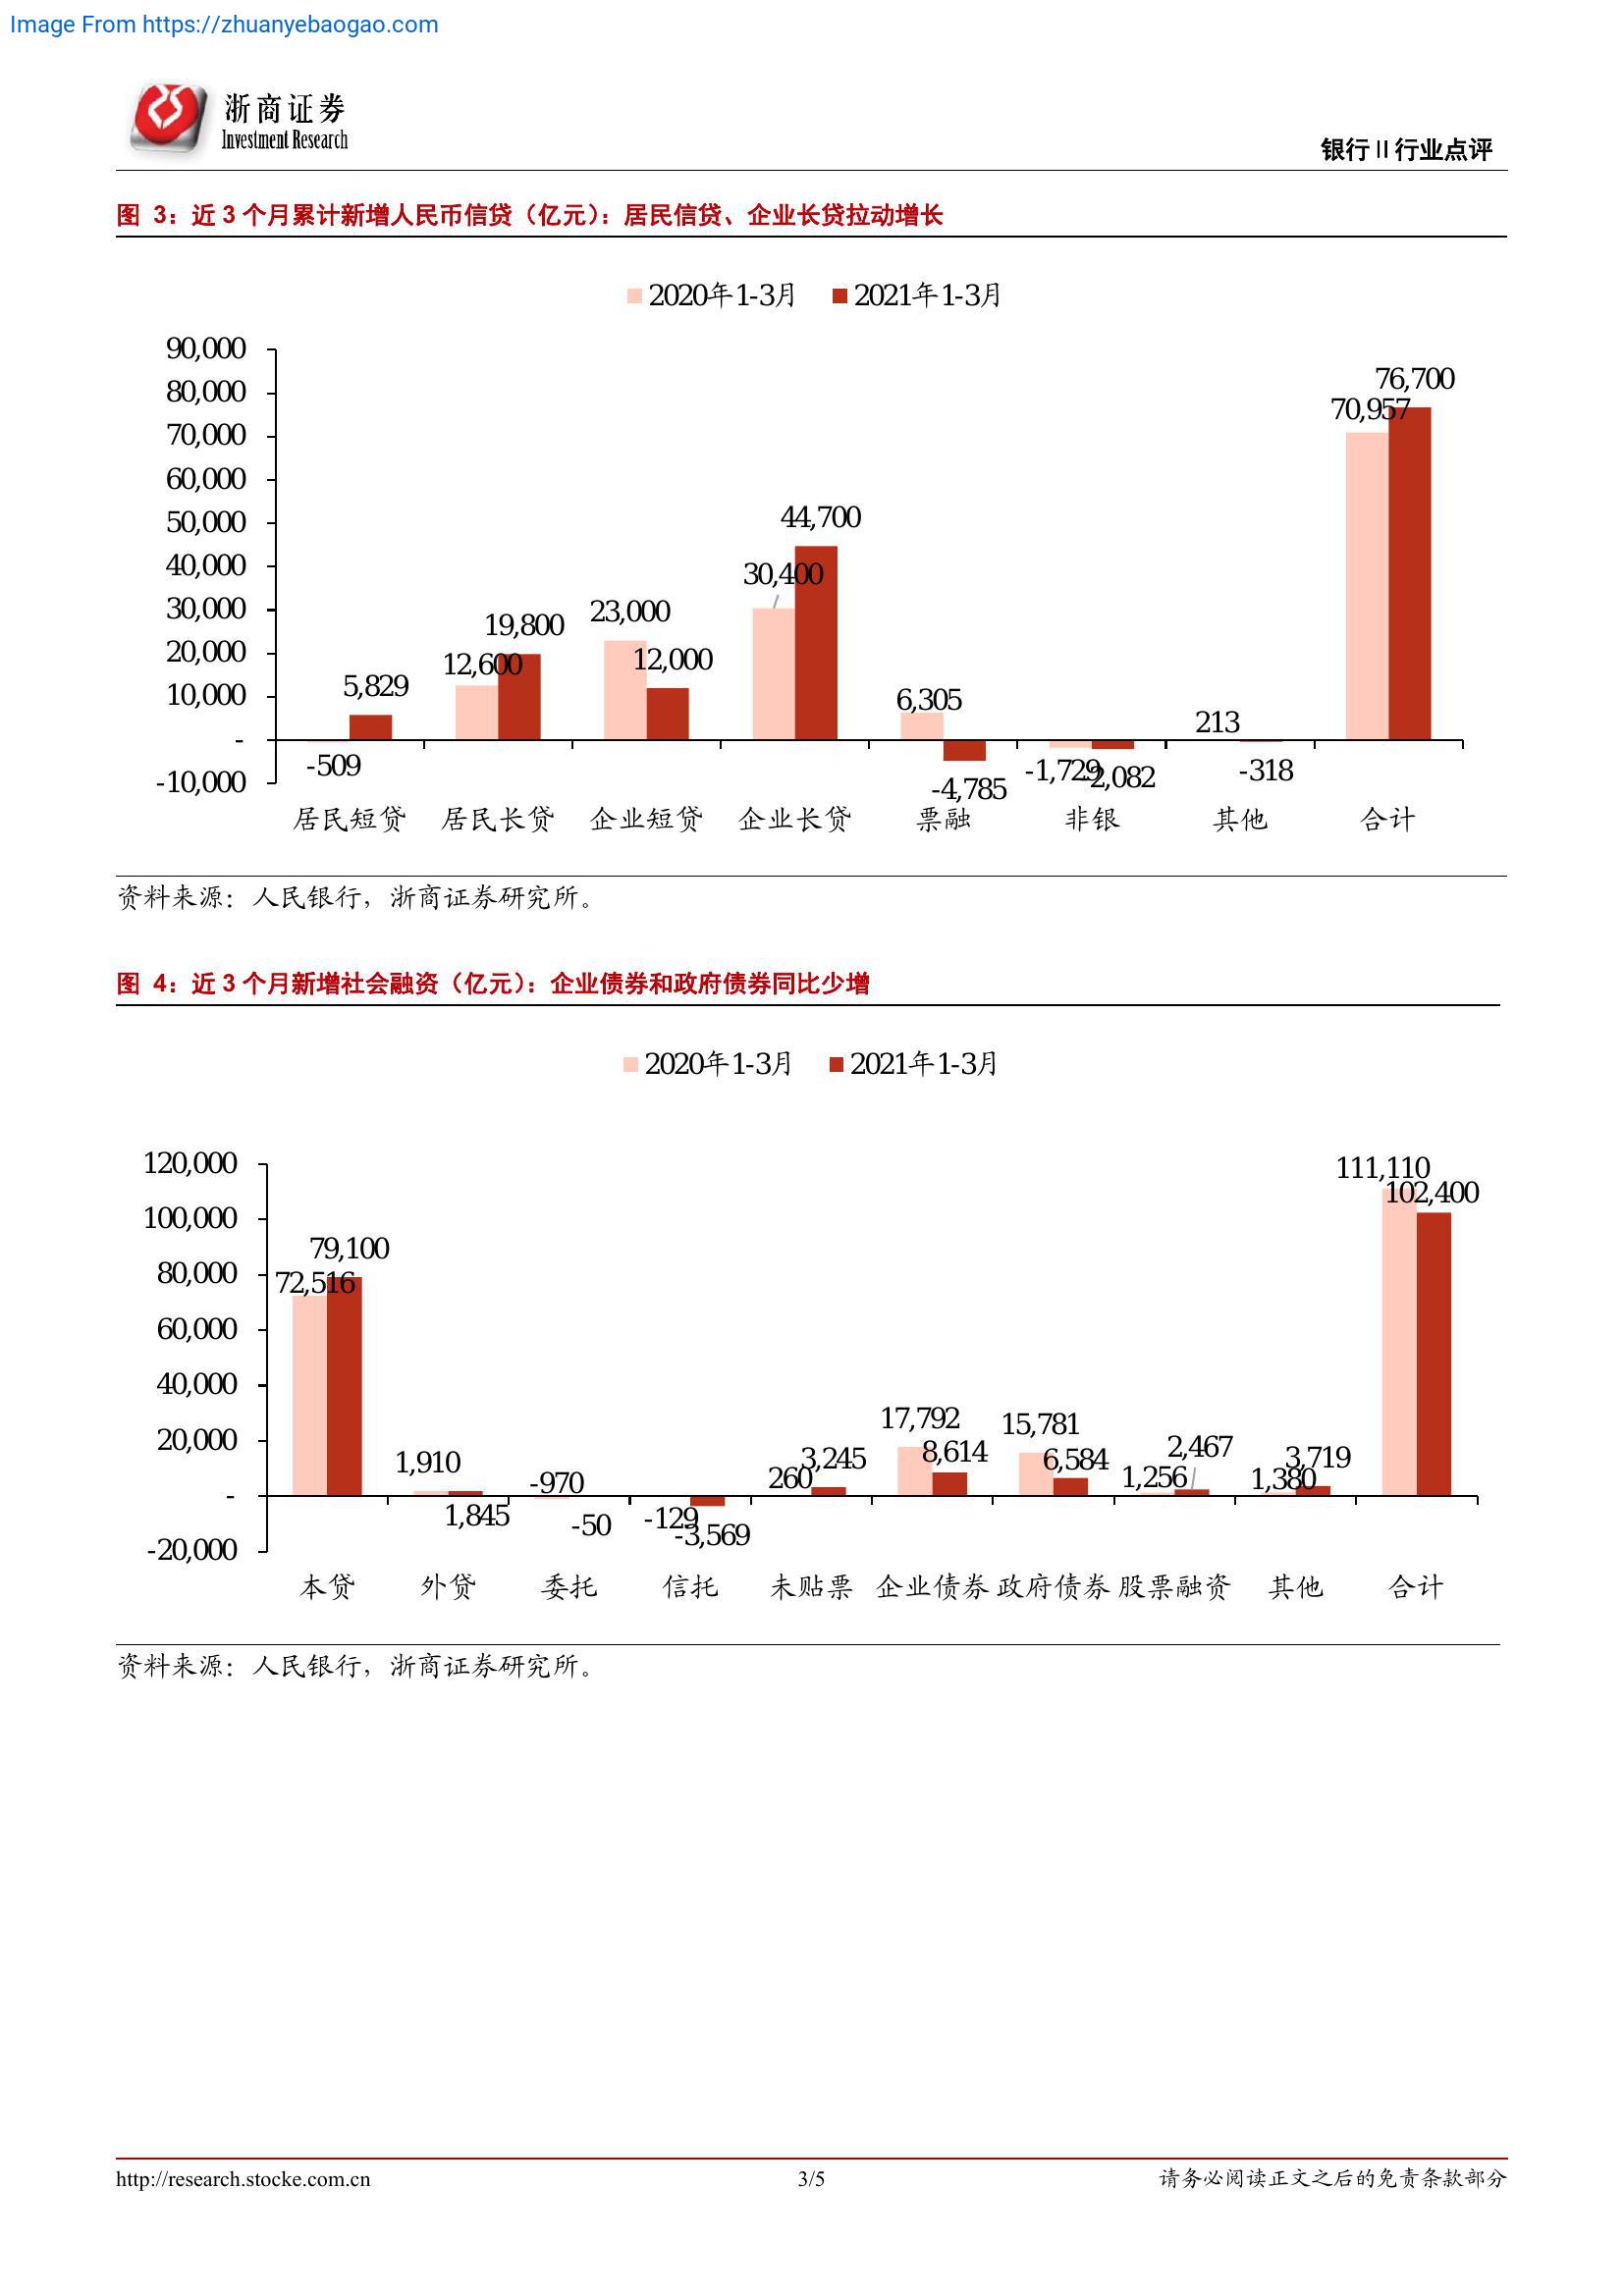 Image From https://zhuanyebaogao.com
浙商证券
Investment Research
银行Ⅱ行业点评
图 3：近 3 个月累计新增人民币信贷（亿元）：居民信贷、企业长贷拉动增长
2020年1-3月 2021年1-3月
90,000
80,000
70,000
60,000
50,000
40,000
30,000
20,000
10,000
-
-10,000
-509 5,829
12,600 19,800
23,000 12,000
30,400 44,700
6,305 -4,785
-1,729 -2,082
213 -318
70,957 76,700
居民短贷 居民长贷 企业短贷 企业长贷 票融 非银 其他 合计
资料来源：人民银行，浙商证券研究所。
图 4：近 3 个月新增社会融资（亿元）：企业债券和政府债券同比少增
2020年1-3月 2021年1-3月
120,000
100,000
80,000
60,000
40,000
20,000
-
-20,000
72,516 79,100
1,910 1,845
-970 -50
-129 -3,569
260 3,245
17,792 8,614
15,781 6,584
1,256 2,467
1,380 3,719
111,110 102,400
本贷 外贷 委托 信托 未贴票 企业债券 政府债券 股票融资 其他 合计
资料来源：人民银行，浙商证券研究所。
http://research.stocke.com.cn 3/5 请务必阅读正文之后的免责条款部分